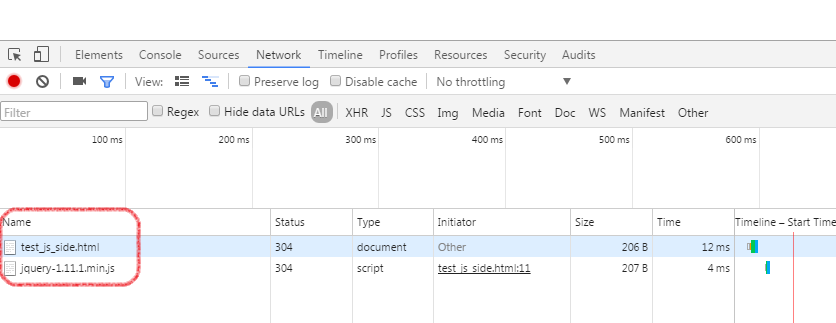 Elements Console Sources Network Timeline Profiles Resources Security Audits
View: Preserve log Disable cache No throttling ▼
Filter Regex Hide data URLs All XHR JS CSS Img Media Font Doc WS Manifest Other
100 ms 200 ms 300 ms 400 ms 500 ms 600 ms
Name Status Type Initiator Size Time Timeline – Start Time
test_js_side.html 304 document Other 206 B 12 ms
jquery-1.11.1.min.js 304 script test_js_side.html:11 207 B 4 ms